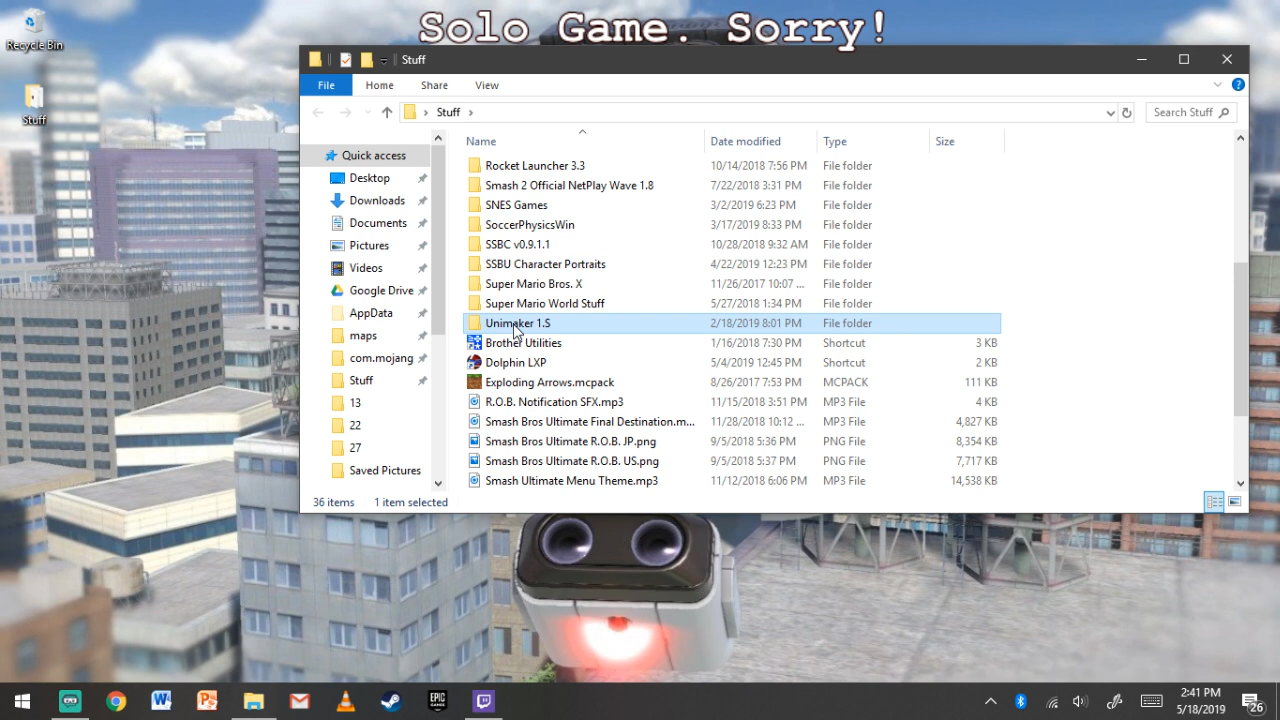 Solo Game. Sorry!
Recycle Bin
Stuff
Stuff
File
Home
Share
View
Stuff
Search Stuff
Quick access
Desktop
Downloads
Documents
Pictures
Videos
Google Drive
AppData
maps
com.mojang
Stuff
13
22
27
Saved Pictures
Name Date modified Type Size
Rocket Launcher 3.3 10/14/2018 7:56 PM File folder
Smash 2 Official NetPlay Wave 1.8 7/22/2018 3:31 PM File folder
SNES Games 3/2/2019 6:23 PM File folder
SoccerPhysicsWin 3/17/2019 8:33 PM File folder
SSBC v0.9.1.1 10/28/2018 9:32 AM File folder
SSBU Character Portraits 4/22/2019 12:23 PM File folder
Super Mario Bros. X 11/26/2017 10:07 ... File folder
Super Mario World Stuff 5/27/2018 1:34 PM File folder
Unimaker 1.S 2/18/2019 8:01 PM File folder
Brother Utilities 1/16/2018 7:30 PM Shortcut 3 KB
Dolphin LXP 5/4/2019 12:45 PM Shortcut 2 KB
Exploding Arrows.mcpack 8/26/2017 7:53 PM MCPACK 111 KB
R.O.B. Notification SFX.mp3 11/15/2018 3:51 PM MP3 File 4 KB
Smash Bros Ultimate Final Destination.m... 11/28/2018 10:12 ... MP3 File 4,827 KB
Smash Bros Ultimate R.O.B. JP.png 9/5/2018 5:36 PM PNG File 8,354 KB
Smash Bros Ultimate R.O.B. US.png 9/5/2018 5:37 PM PNG File 7,717 KB
Smash Ultimate Menu Theme.mp3 11/12/2018 6:06 PM MP3 File 14,538 KB
36 items 1 item selected
EPIC GAMES
2:41 PM
5/18/2019
26